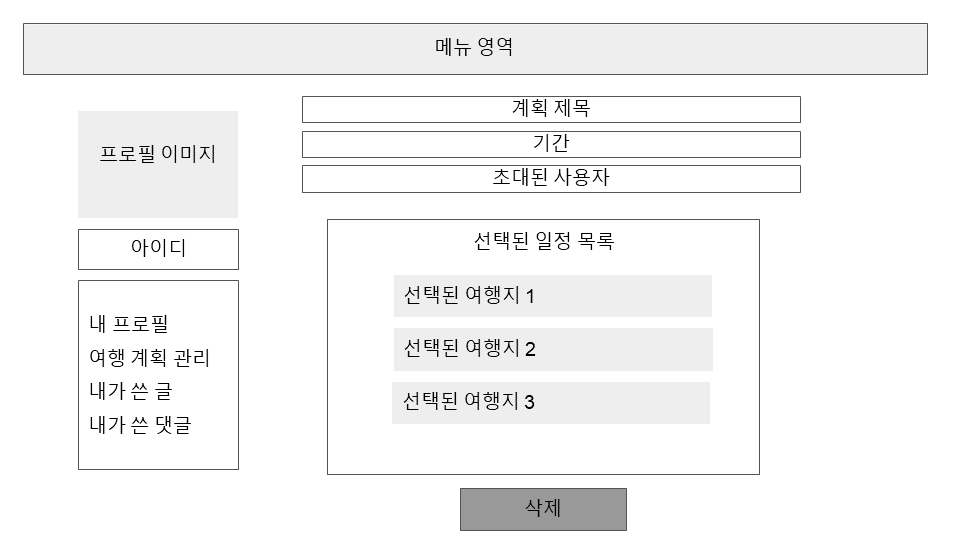 메뉴 영역
프로필 이미지
아이디
내 프로필
여행 계획 관리
내가 쓴 글
내가 쓴 댓글
계획 제목
기간
초대된 사용자
선택된 일정 목록
선택된 여행지 1
선택된 여행지 2
선택된 여행지 3
삭제